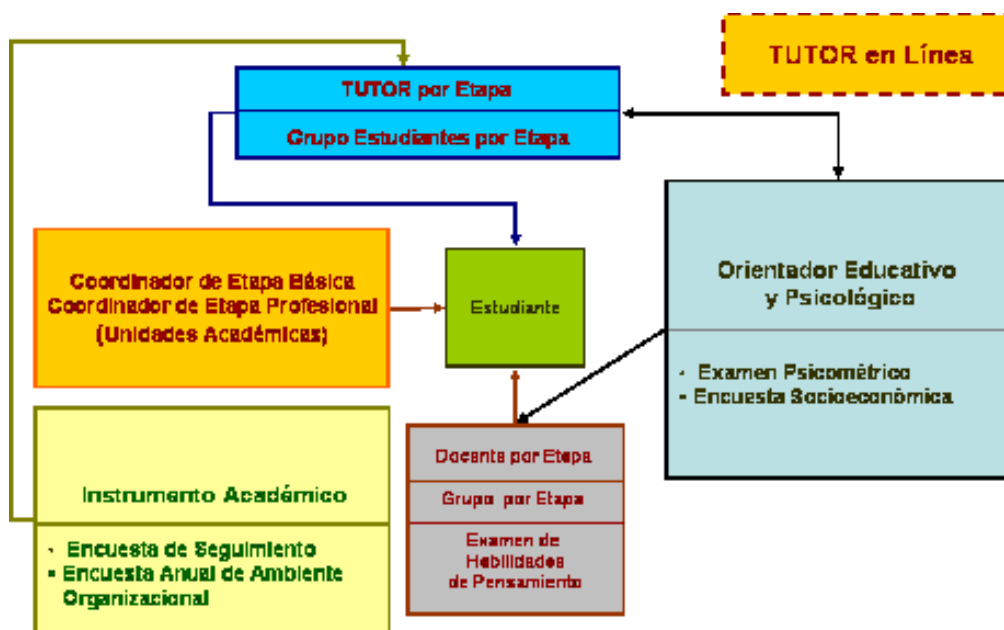 TUTOR en Línea
TUTOR por Etapa
Grupo Estudiantes por Etapa
Coordinador de Etapa Básica
Coordinador de Etapa Profesional
(Unidades Académicas)
Estudiante
Orientador Educativo
y Psicológico
- Examen Psicométrico
- Encuesta Socioeconómica
Docente por Etapa
Grupo por Etapa
Examen de
Habilidades
de Pensamiento
Instrumento Académico
- Encuesta de Seguimiento
- Encuesta Anual de Ambiente
Organizacional